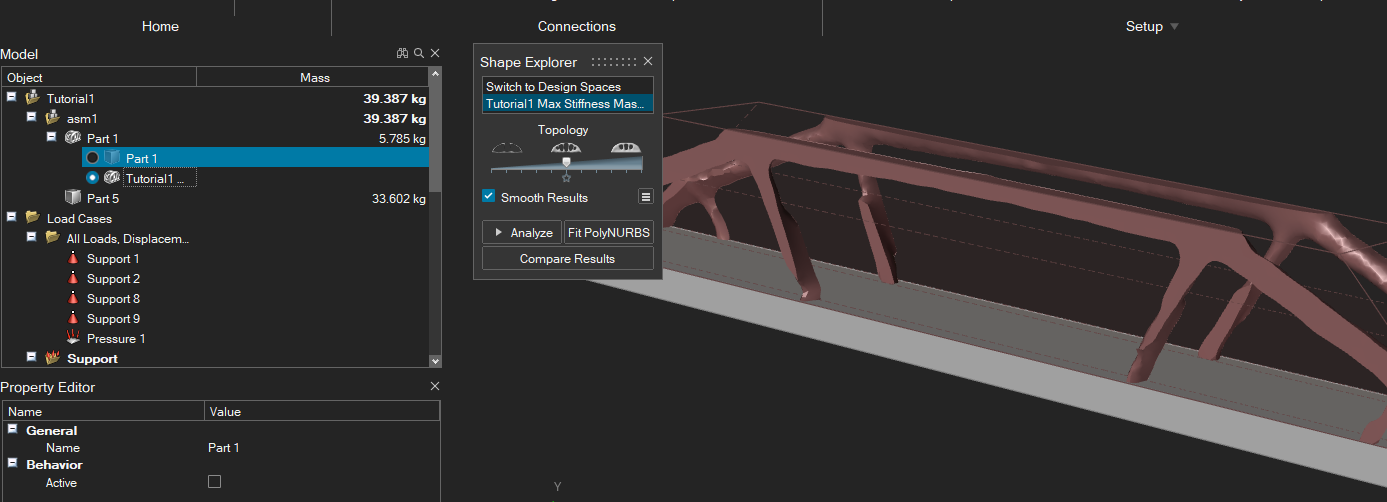 Home Connections Setup
Model
Object Mass
Tutorial1 39.387 kg
asm1 39.387 kg
Part 1 5.785 kg
Part 1
Tutorial1 ...
Part 5 33.602 kg
Load Cases
All Loads, Displacem...
Support 1
Support 2
Support 8
Support 9
Pressure 1
Support
Property Editor
Name Value
General
Name Part 1
Behavior
Active
Shape Explorer
Switch to Design Spaces
Tutorial1 Max Stiffness Mas...
Topology
Smooth Results
Analyze Fit PolyNURBS
Compare Results
Y